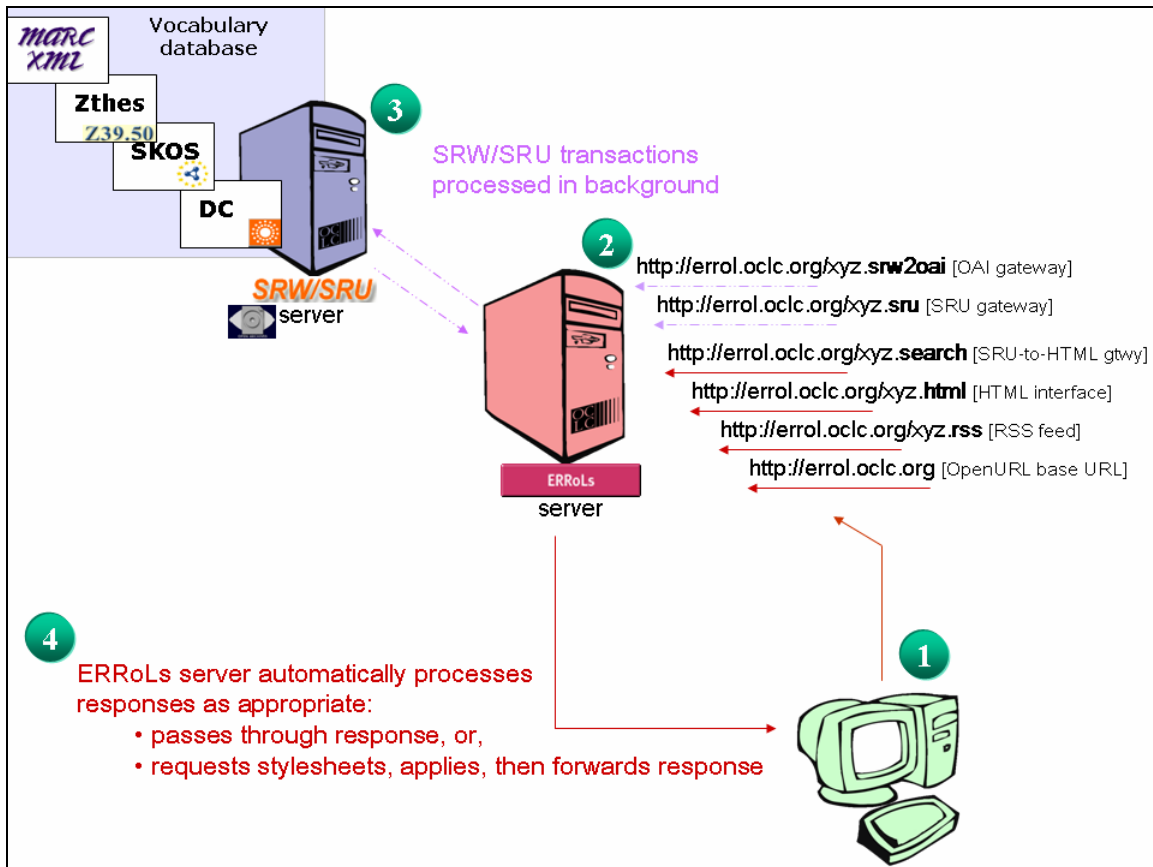 MARC
XML
Vocabulary
database
Zthes
Z39.50
SKOS
DC
3
SRW/SRU transactions
processed in background
OC
LC
SRW/SRU
server
2
http://errol.oclc.org/xyz.srw2oai [OAI gateway]
http://errol.oclc.org/xyz.sru [SRU gateway]
http://errol.oclc.org/xyz.search [SRU-to-HTML gtwy]
http://errol.oclc.org/xyz.html [HTML interface]
http://errol.oclc.org/xyz.rss [RSS feed]
http://errol.oclc.org [OpenURL base URL]
OC
LC
ERRoLs
server
4
ERRoLs server automatically processes
responses as appropriate:
• passes through response, or,
• requests stylesheets, applies, then forwards response
1